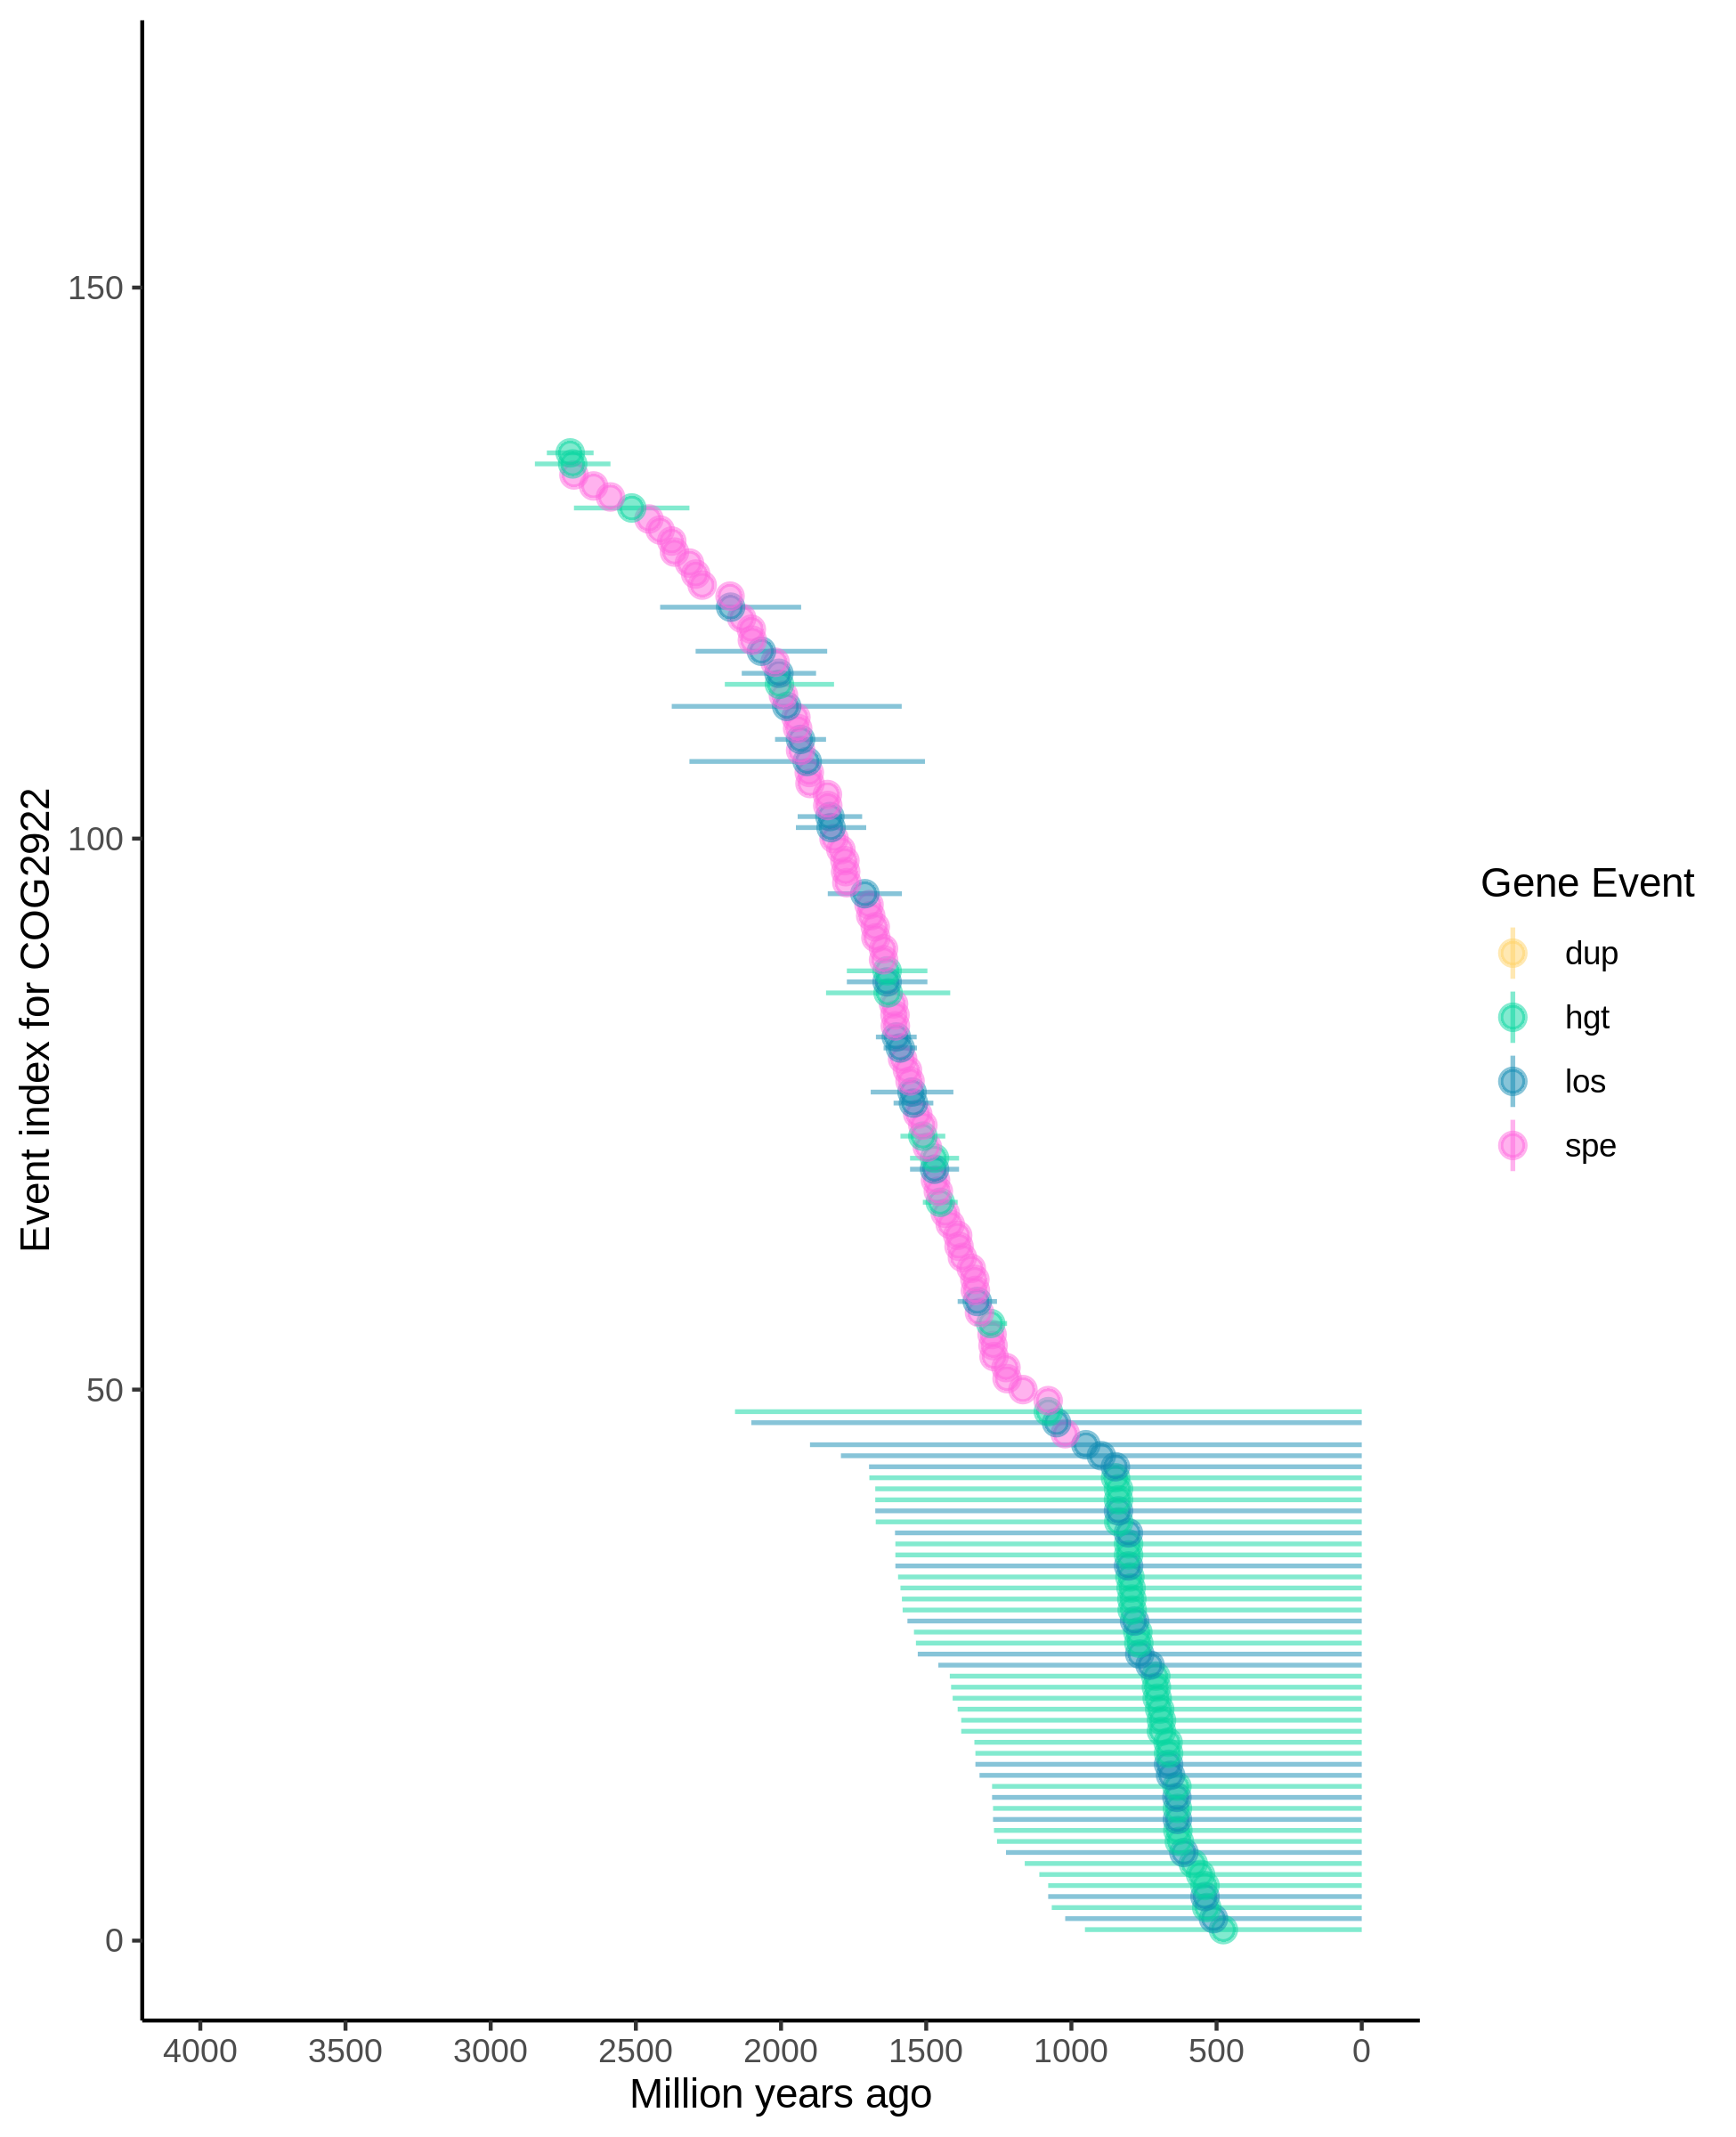 150
100
50
0
Event index for COG2922
4000 3500 3000 2500 2000 1500 1000 500 0
Million years ago
Gene Event
dup
hgt
los
spe